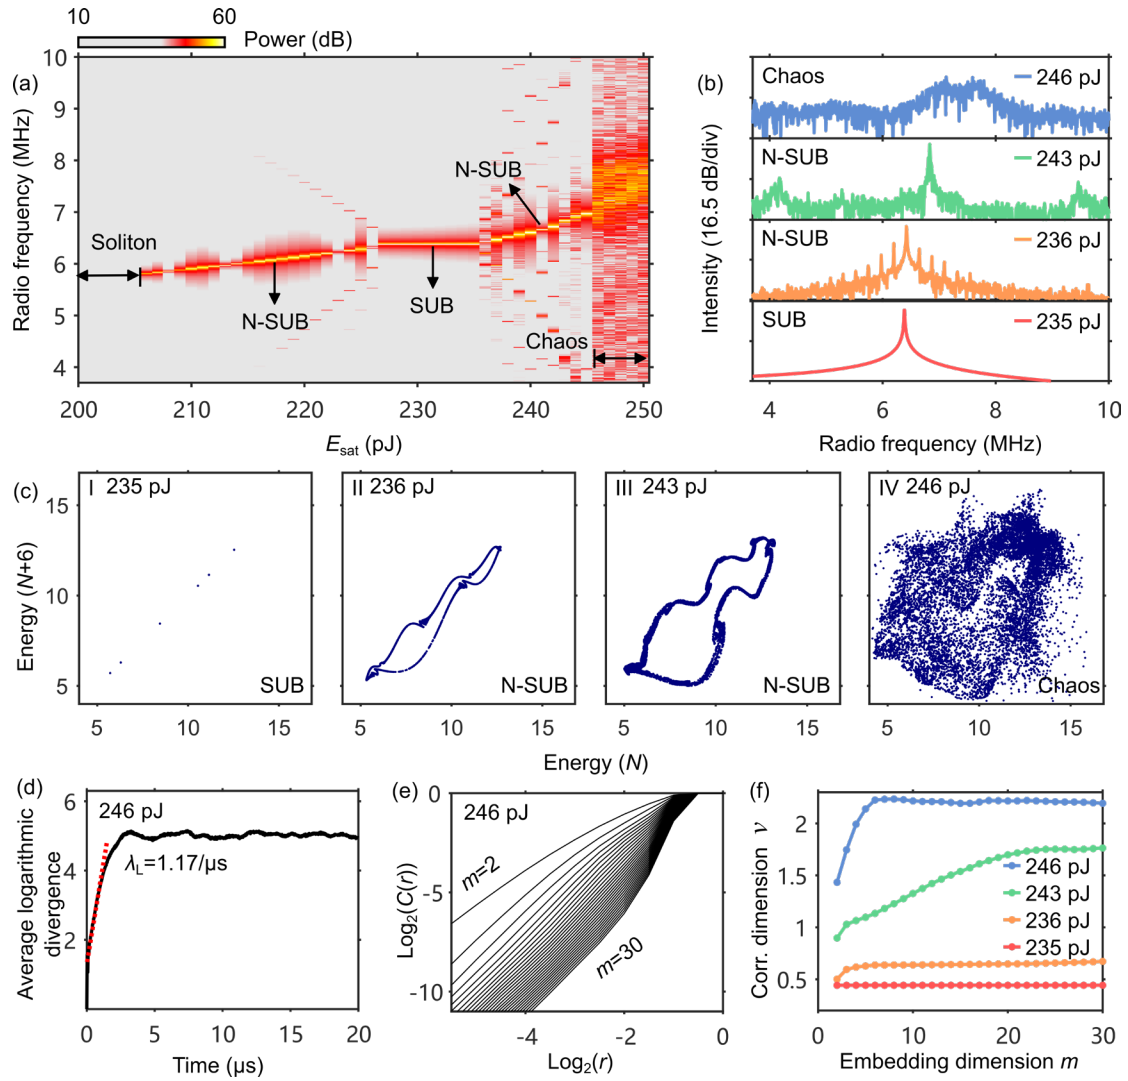 10
60
Power (dB)
(a)
Radio frequency (MHz)
10
9
8
7
6
5
4
Soliton
N-SUB
N-SUB
SUB
Chaos
200
210
220
230
240
250
E_sat (pJ)
(b)
Intensity (16.5 dB/div)
Chaos
246 pJ
N-SUB
243 pJ
N-SUB
236 pJ
SUB
235 pJ
4
6
8
10
Radio frequency (MHz)
(c)
Energy (N+6)
15
10
5
I
235 pJ
SUB
5
10
15
II
236 pJ
N-SUB
5
10
15
III
243 pJ
N-SUB
5
10
15
IV
246 pJ
Chaos
5
10
15
Energy (N)
(d)
Average logarithmic
divergence
6
4
2
246 pJ
λ_L=1.17/μs
0
5
10
15
20
Time (μs)
(e)
Log₂(C(r))
0
-5
-10
246 pJ
m=2
m=30
-4
-2
0
Log₂(r)
(f)
Corr. dimension ν
2
1.5
1
0.5
246 pJ
243 pJ
236 pJ
235 pJ
0
10
20
30
Embedding dimension m